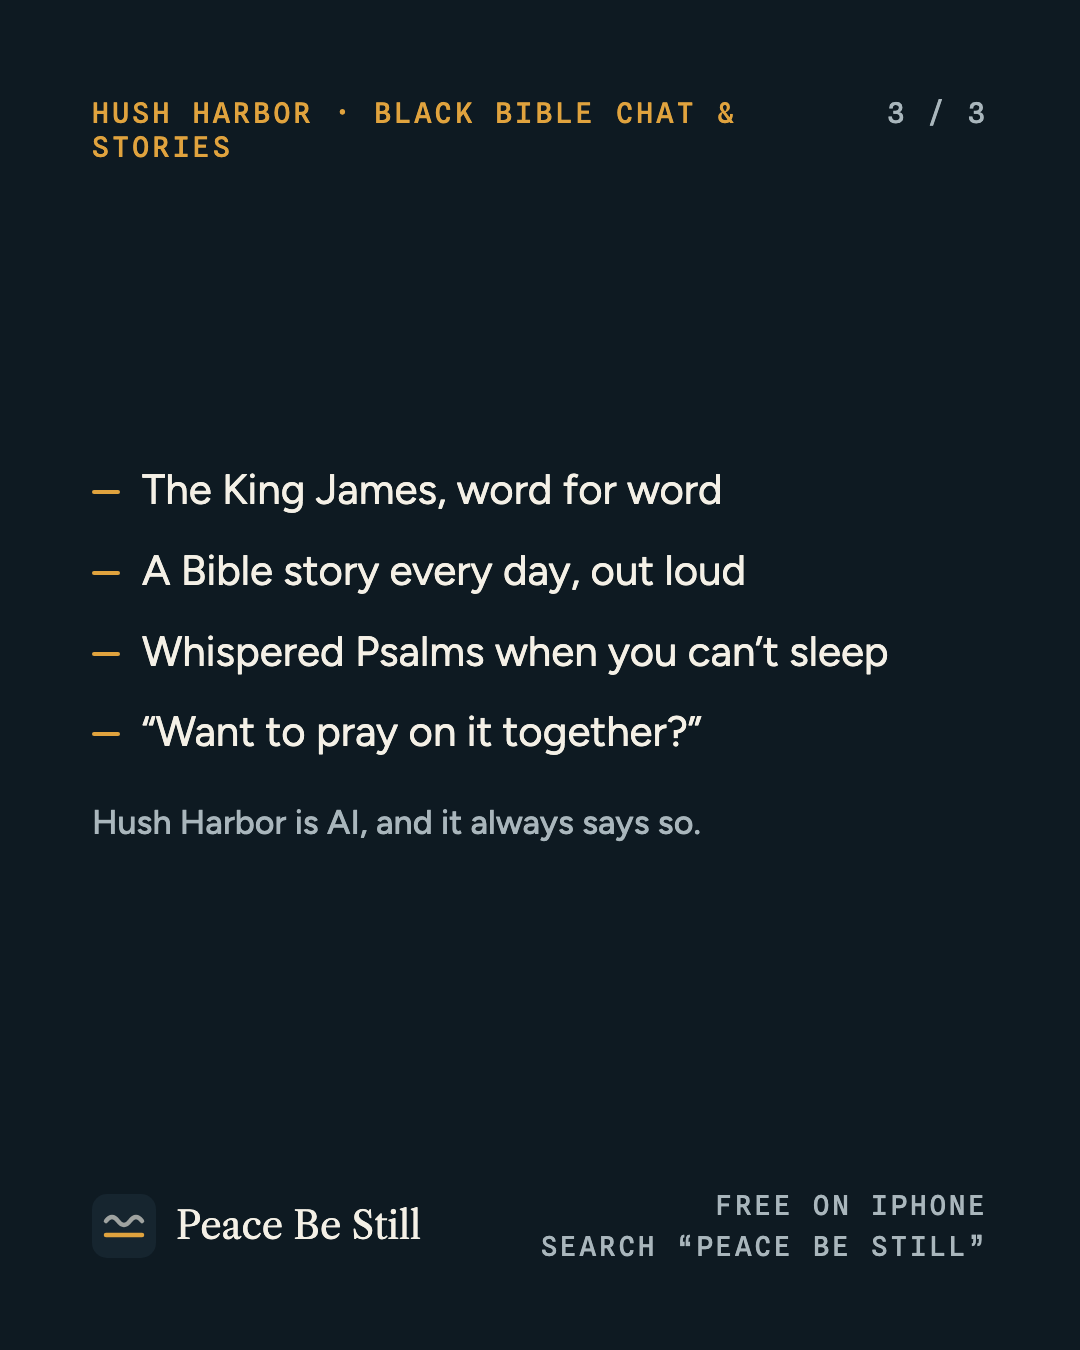 HUSH HARBOR · BLACK BIBLE CHAT &
STORIES
3 / 3
— The King James, word for word
— A Bible story every day, out loud
— Whispered Psalms when you can’t sleep
— “Want to pray on it together?”
Hush Harbor is AI, and it always says so.
Peace Be Still
FREE ON IPHONE
SEARCH “PEACE BE STILL”